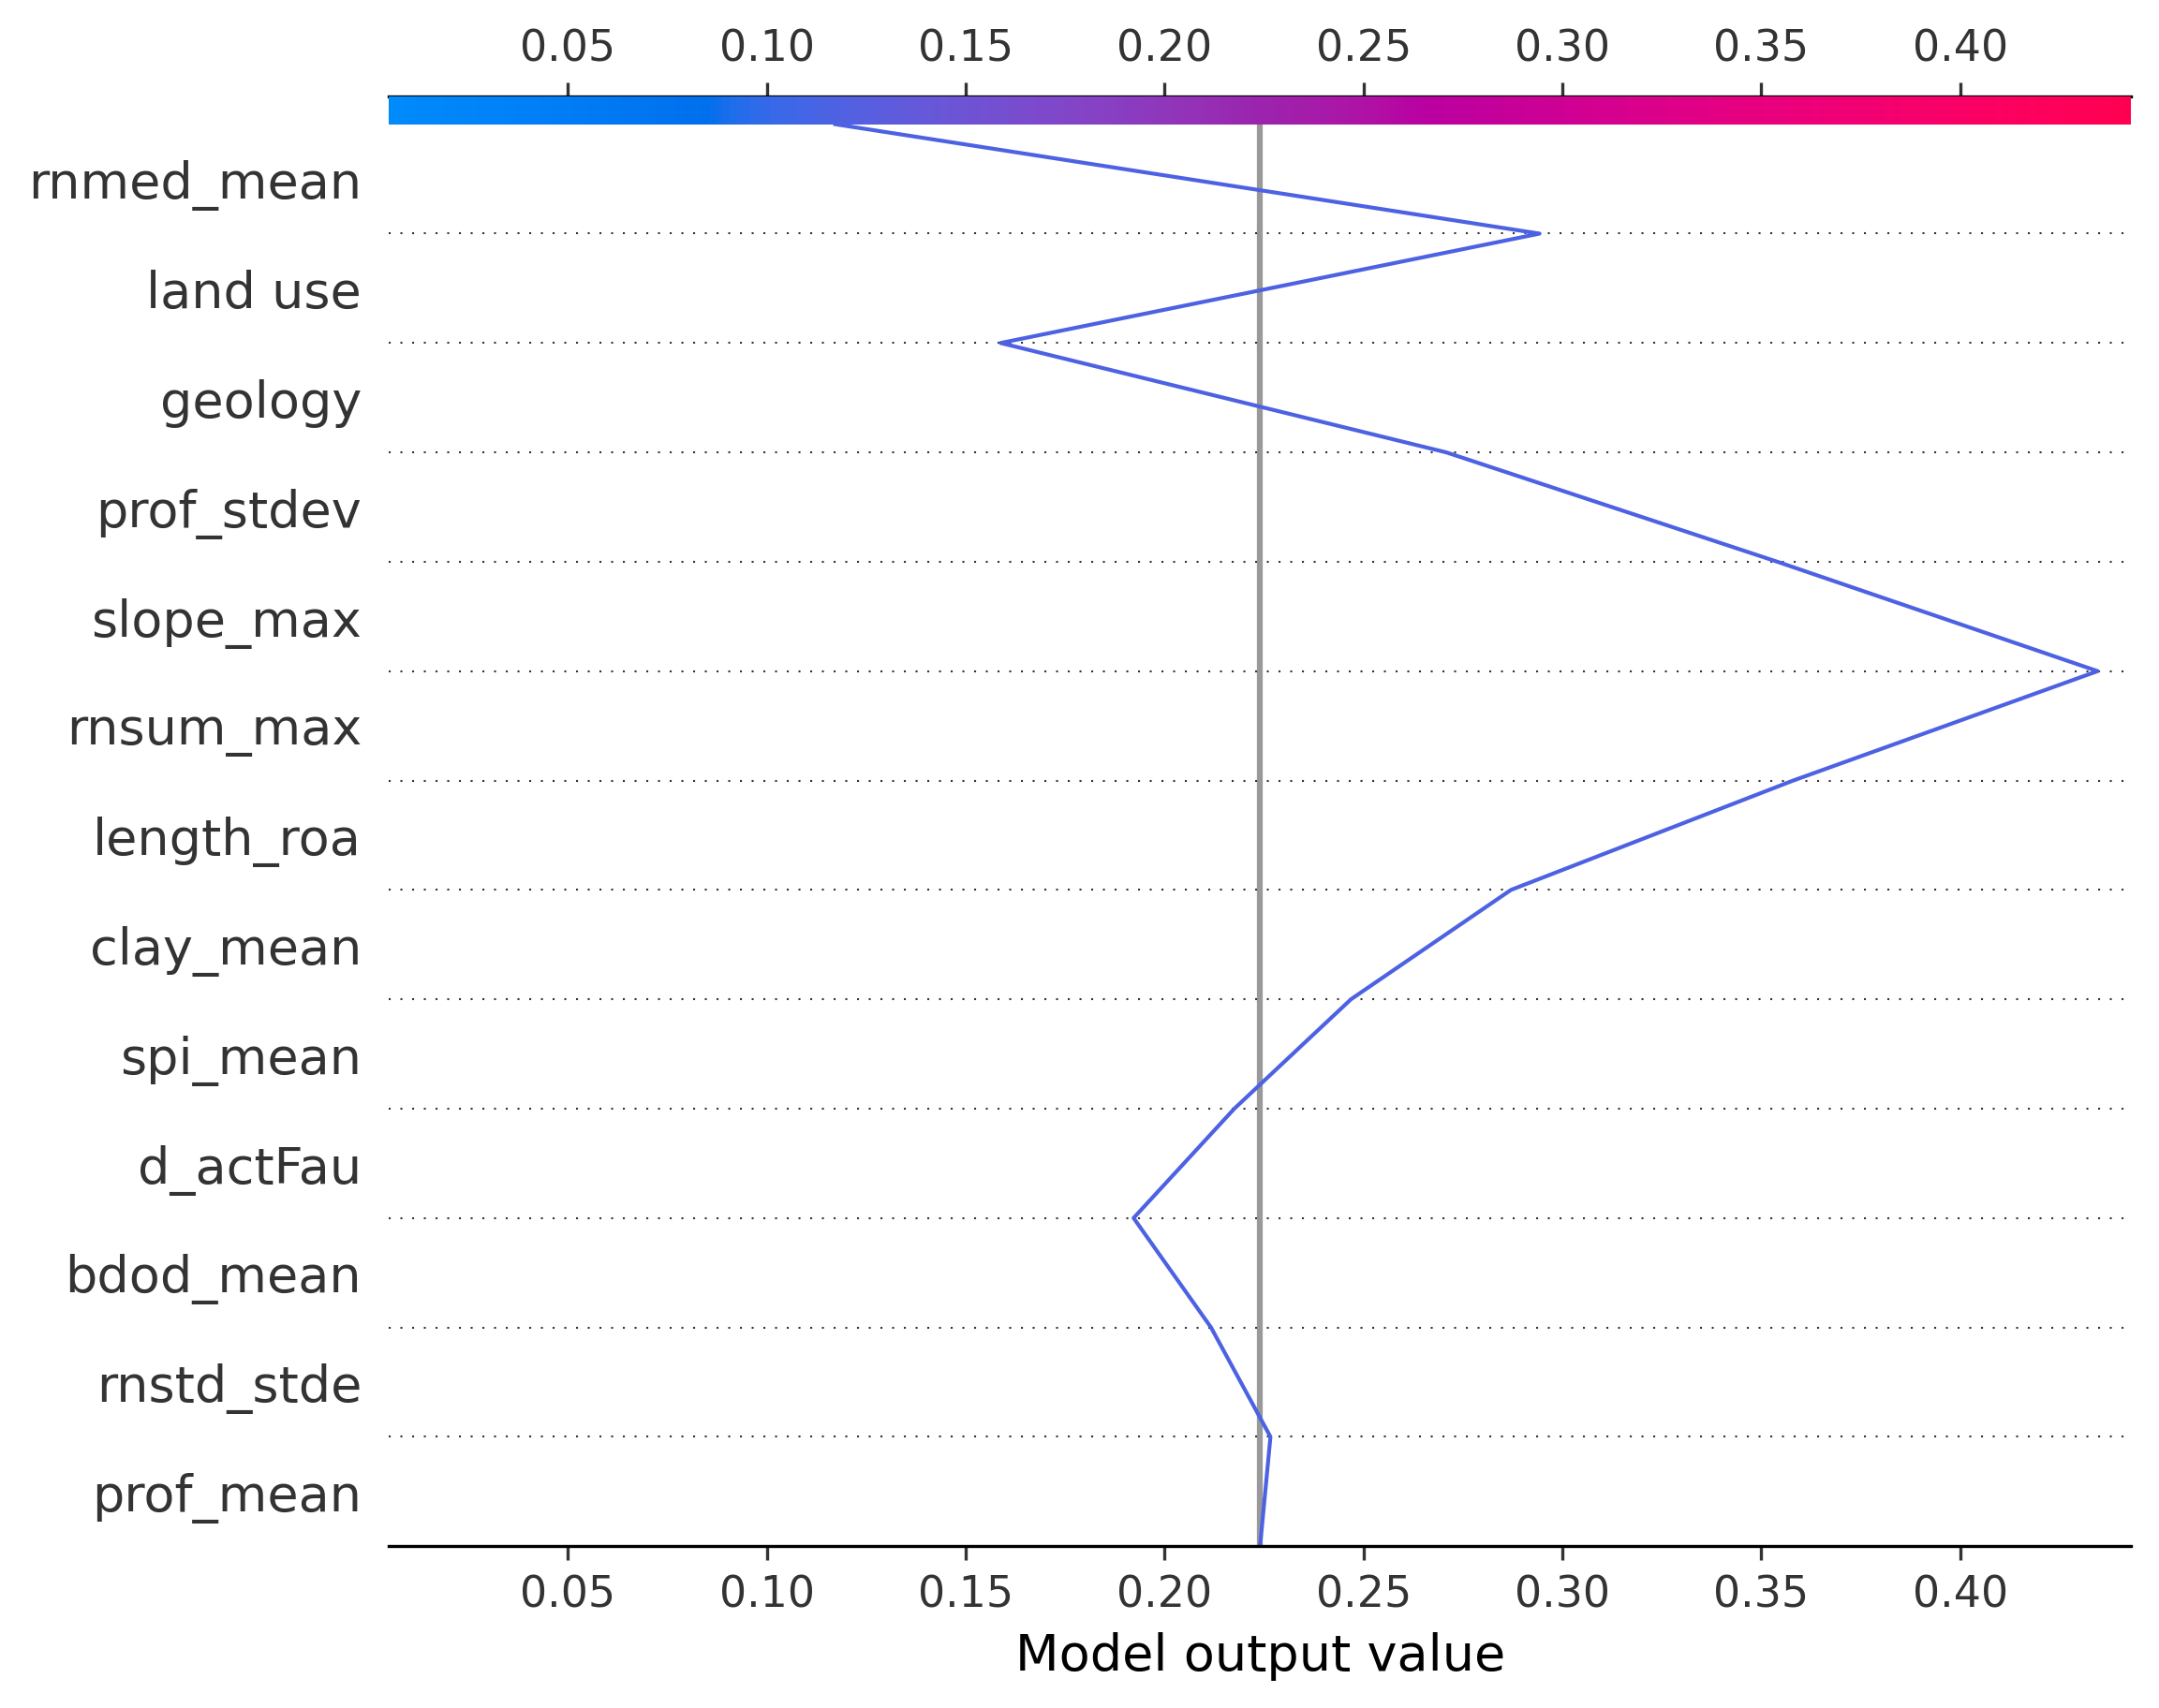 0.05 0.10 0.15 0.20 0.25 0.30 0.35 0.40
rnmed_mean
land use
geology
prof_stdev
slope_max
rnsum_max
length_roa
clay_mean
spi_mean
d_actFau
bdod_mean
rnstd_stde
prof_mean
0.05 0.10 0.15 0.20 0.25 0.30 0.35 0.40
Model output value